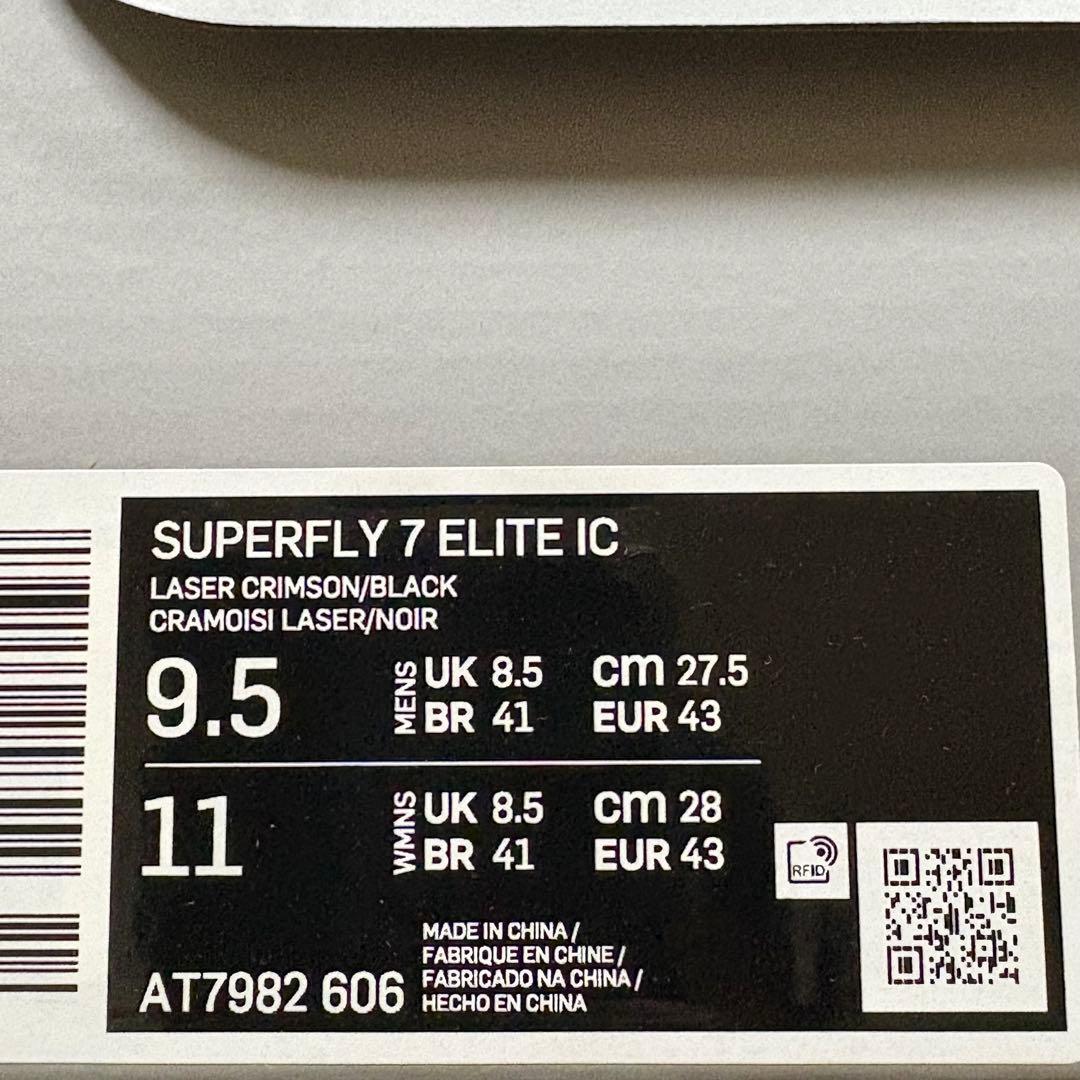 SUPERFLY 7 ELITE IC
LASER CRIMSON/BLACK
CRAMOISI LASER/NOIR
9.5
MENS
UK 8.5 cm 27.5
BR 41 EUR 43
11
WMNS
UK 8.5 cm 28
BR 41 EUR 43
RFID
AT7982 606
MADE IN CHINA /
FABRIQUE EN CHINE /
FABRICADO NA CHINA /
HECHO EN CHINA